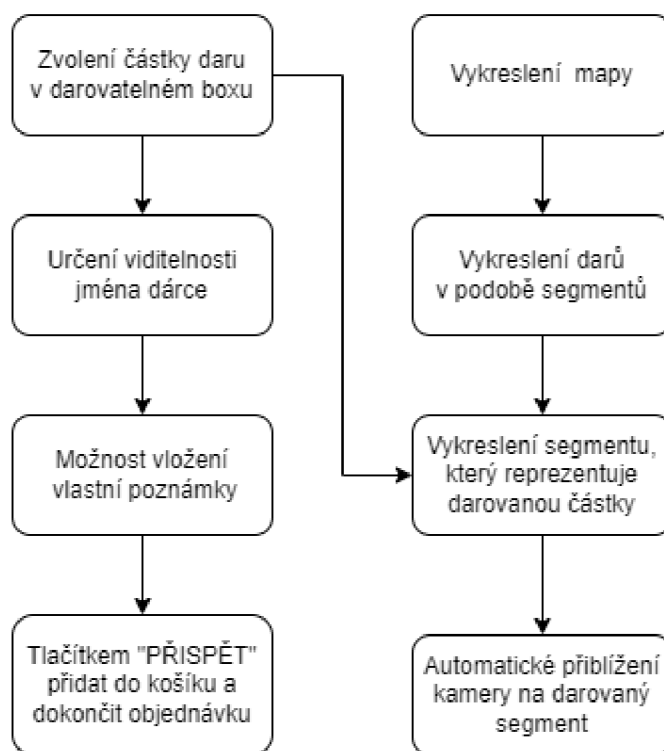 Zvolení částky daru
v darovatelném boxu
Určení viditelnosti
jména dárce
Možnost vložení
vlastní poznámky
Tlačítkem "PŘISPĚT"
přidat do košíku a
dokončit objednávku
Vykreslení mapy
Vykreslení darů
v podobě segmentů
Vykreslení segmentu,
který reprezentuje
darovanou částky
Automatické přiblížení
kamery na darovaný
segment